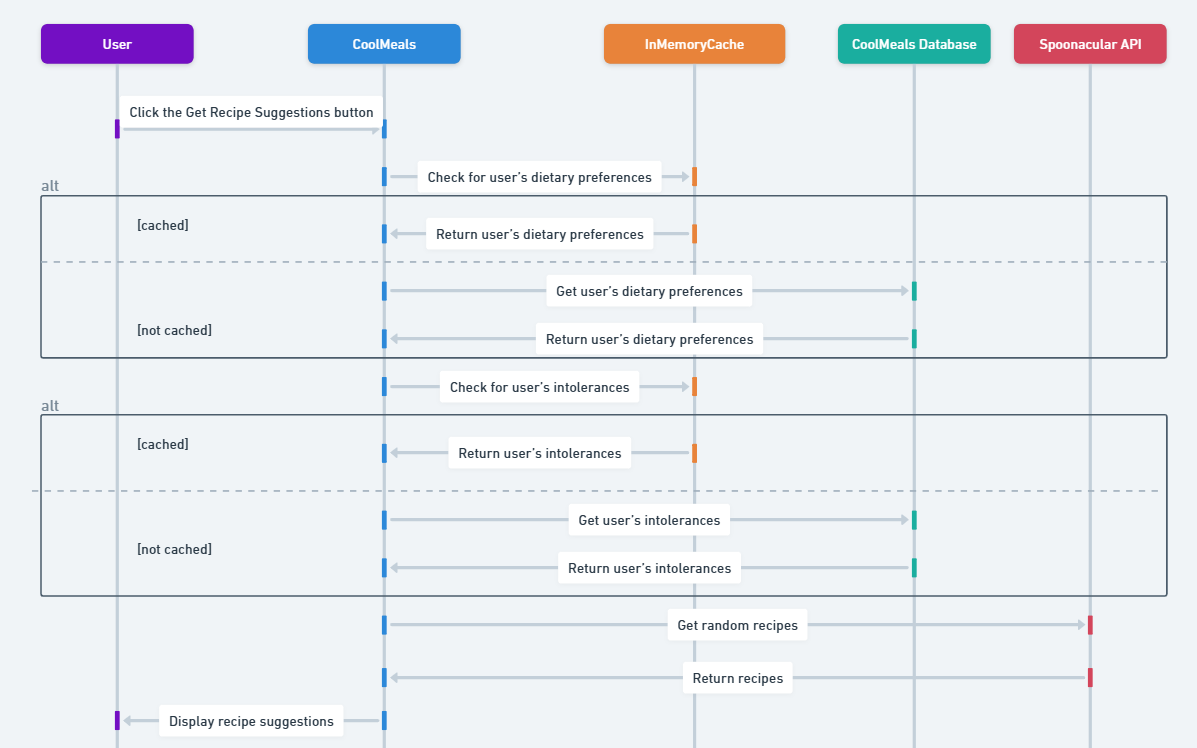 User
CoolMeals
InMemoryCache
CoolMeals Database
Spoonacular API
Click the Get Recipe Suggestions button
Check for user’s dietary preferences
alt
[cached]
Return user’s dietary preferences
Get user’s dietary preferences
[not cached]
Return user’s dietary preferences
Check for user’s intolerances
alt
[cached]
Return user’s intolerances
Get user’s intolerances
[not cached]
Return user’s intolerances
Get random recipes
Return recipes
Display recipe suggestions